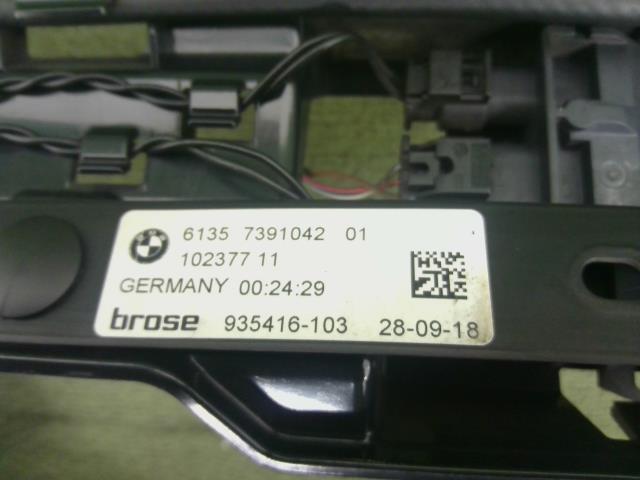 6135 7391042 01
102377 11
GERMANY 00:24:29
brose 935416-103 28-09-18